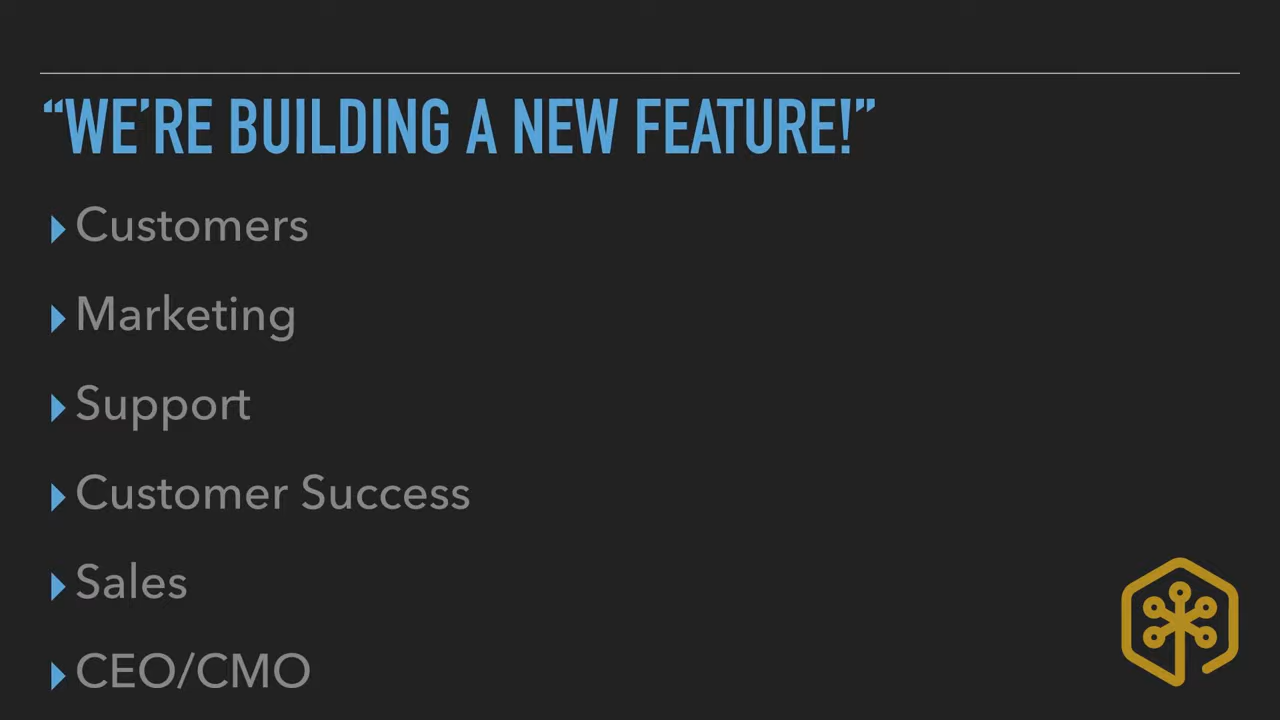 “WE’RE BUILDING A NEW FEATURE!”
Customers
Marketing
Support
Customer Success
Sales
CEO/CMO